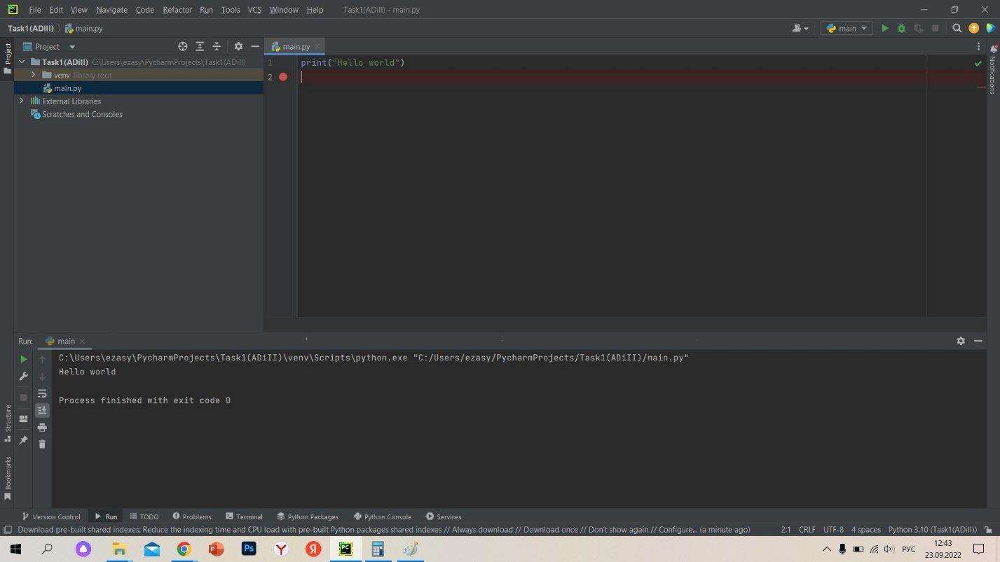 File Edit View Navigate Code Refactor Run Tools VCS Window Help Task1(ADiII) - main.py
Task1(ADiII) main.py main
Project
Project main.py
Task1(ADiII) C:\Users\ezasy\PycharmProjects\Task1(ADiII)
venv library root
main.py
External Libraries
Scratches and Consoles
1 print("Hello world")
2
Notifications
Run: main
C:\Users\ezasy\PycharmProjects\Task1(ADiII)\venv\Scripts\python.exe "C:/Users/ezasy/PycharmProjects/Task1(ADiII)/main.py"
Hello world
Process finished with exit code 0
Structure
Bookmarks
Version Control Run TODO Problems Terminal Python Packages Python Console Services
Download pre-built shared indexes: Reduce the indexing time and CPU load with pre-built Python packages shared indexes // Always download // Download once // Don't show again // Configure... (a minute ago) 2:1 CRLF UTF-8 4 spaces Python 3.10 (Task1(ADiII))
PC P Ps Y Я РУС 12:43
23.09.2022